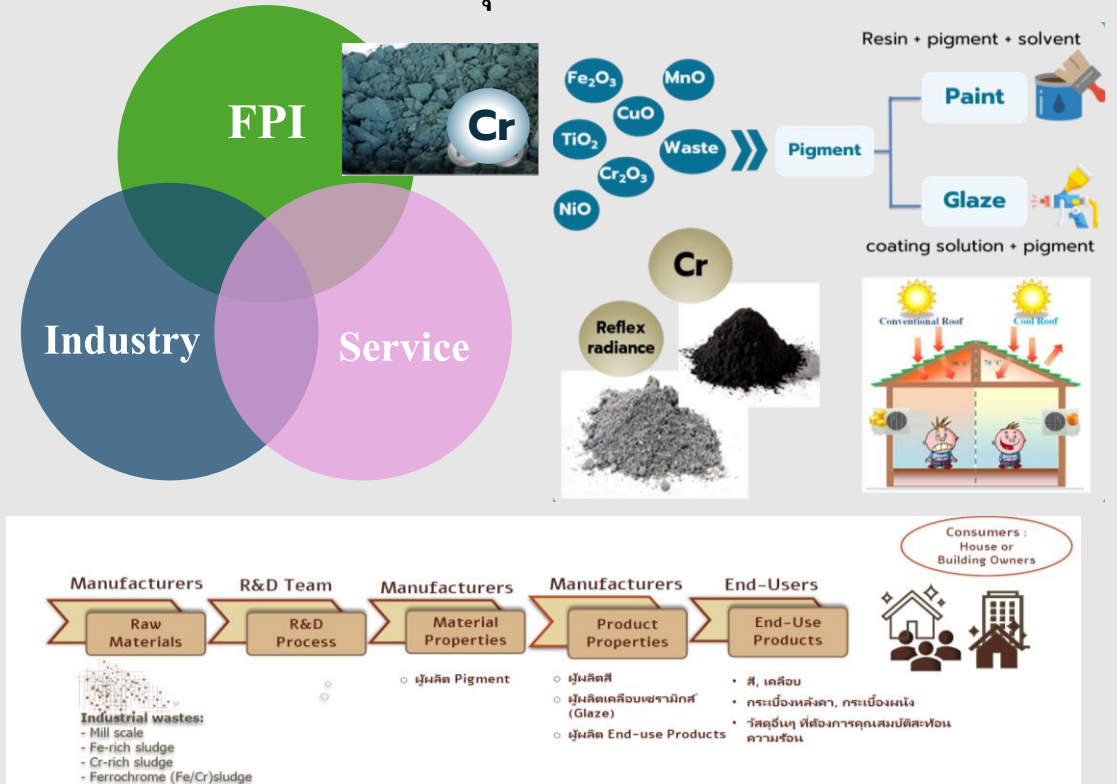 FPI
Industry
Service
Cr
Fe₂O₃
MnO
CuO
TiO₂
Waste
Cr₂O₃
NiO
Pigment
Resin + pigment + solvent
Paint
Glaze
coating solution + pigment
Cr
Reflex
radiance
Conventional Roof
Cool Roof
Consumers :
House or
Building Owners
Manufacturers
Raw
Materials
Industrial wastes:
- Mill scale
- Fe-rich sludge
- Cr-rich sludge
- Ferrochrome (Fe/Cr)sludge
R&D Team
R&D
Process
Manufacturers
Material
Properties
○ ผู้ผลิต Pigment
Manufacturers
Product
Properties
○ ผู้ผลิตสี
○ ผู้ผลิตเคลือบเซรามิกส์
(Glaze)
○ ผู้ผลิต End-use Products
End-Users
End-Use
Products
• สี, เคลือบ
• กระเบื้องหลังคา, กระเบื้องผนัง
• วัสดุอื่นๆ ที่ต้องการคุณสมบัติสะท้อน
ความร้อน